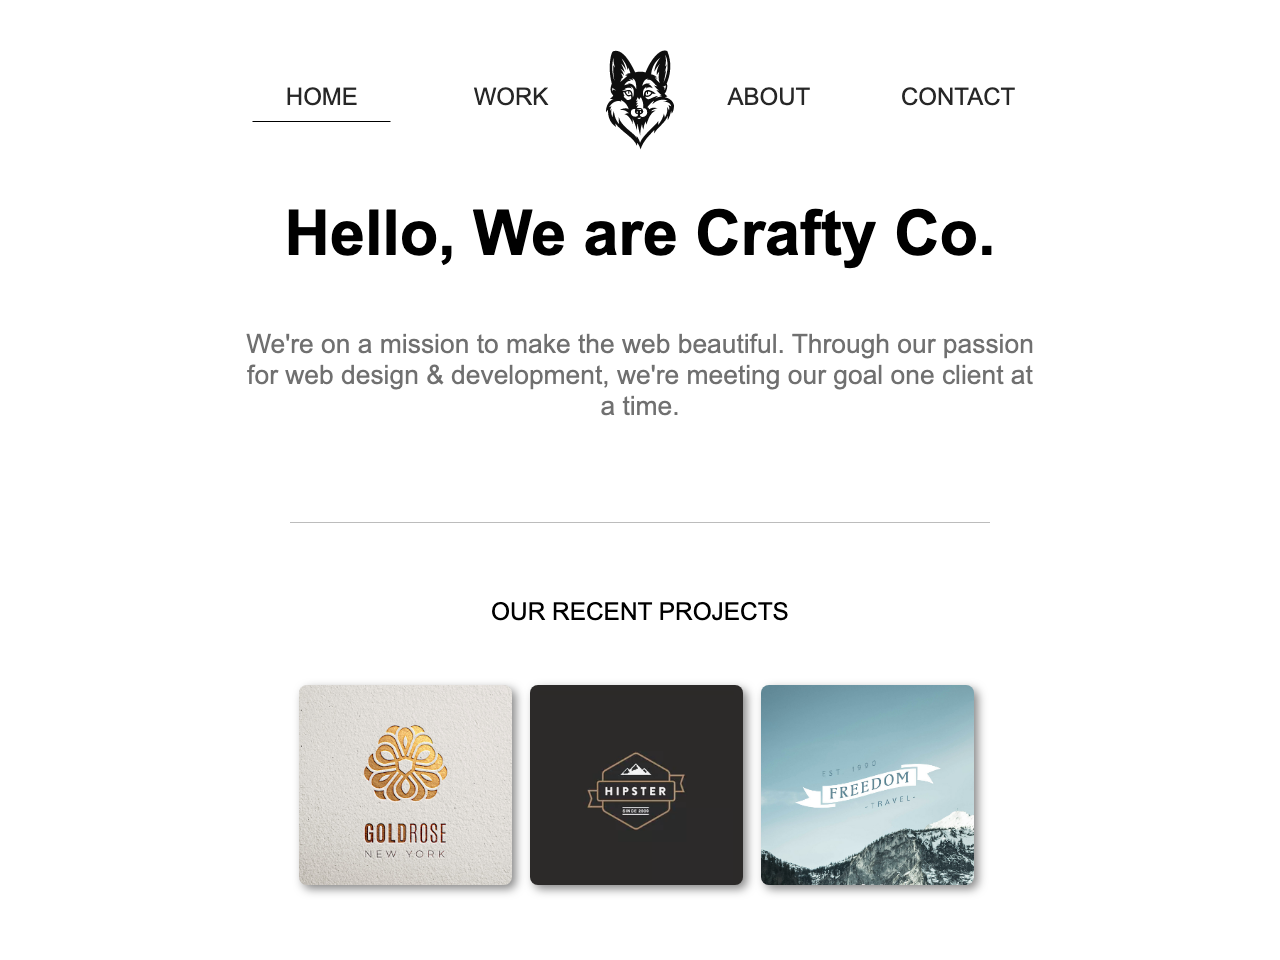 HOME WORK ABOUT CONTACT
Hello, We are Crafty Co.
We're on a mission to make the web beautiful. Through our passion
for web design & development, we're meeting our goal one client at
a time.
OUR RECENT PROJECTS
GOLDROSE
NEW YORK
HIPSTER
SINCE 2009
EST 1990
FREEDOM
-TRAVEL-